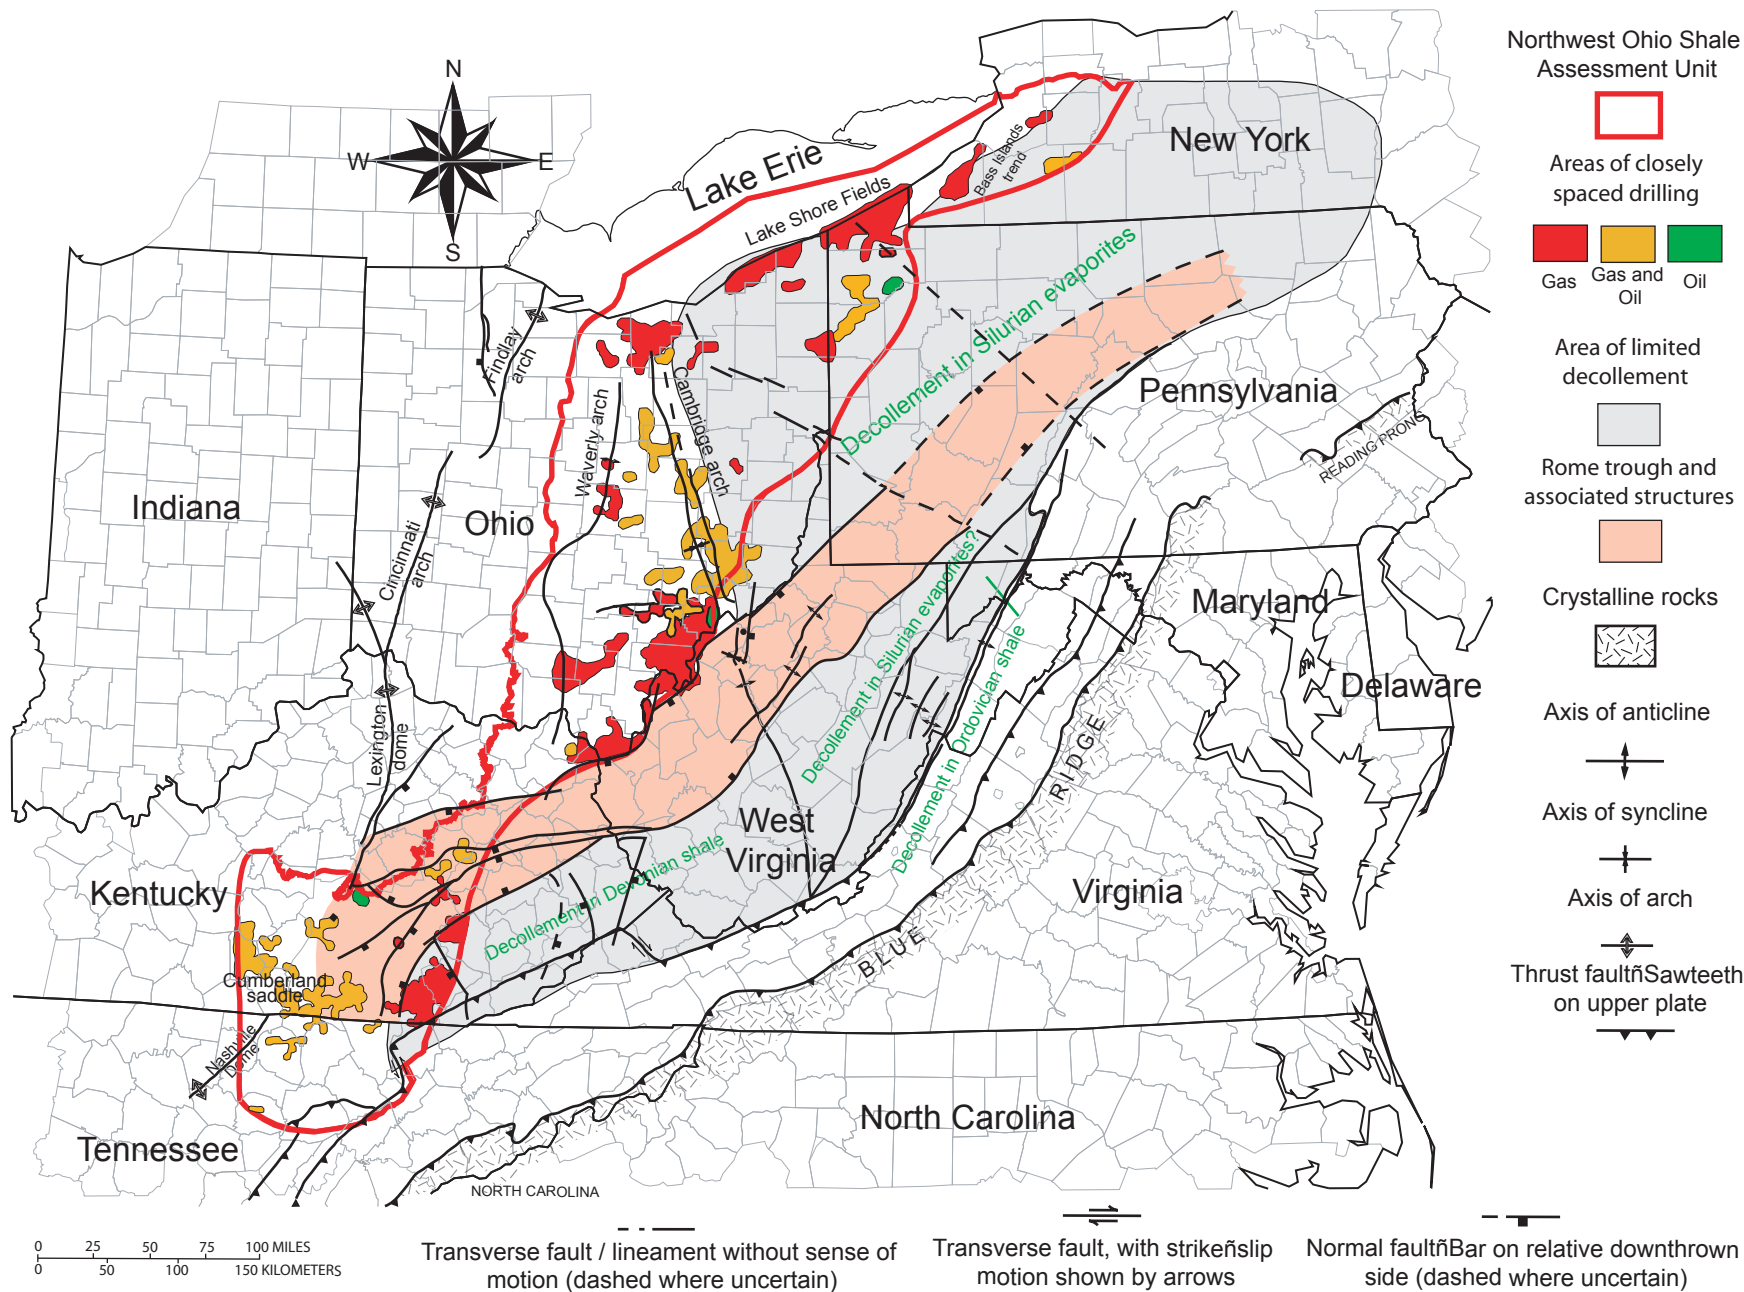 Northwest Ohio Shale
Assessment Unit
Areas of closely
spaced drilling
Gas
Gas and
Oil
Oil
Area of limited
decollement
Rome trough and
associated structures
Crystalline rocks
Axis of anticline
Axis of syncline
Axis of arch
Thrust faultñSawteeth
on upper plate
N
W
E
S
Lake Erie
Lake Shore Fields
Bass Islands
trend
New York
Decollement in Silurian evaporites
Pennsylvania
READING PRONG
Findlay
arch
Waverly arch
Cambridge arch
Indiana
Ohio
Cincinnati
arch
Lexington
dome
Decollement in Silurian evaporites?
Decollement in Ordovician shale
Maryland
Delaware
West
Virginia
Decollement in Devonian shale
BLUE
RIDGE
Virginia
Kentucky
Cumberland
saddle
Nashville
Dome
Tennessee
North Carolina
NORTH CAROLINA
0 25 50 75 100 MILES
0 50 100 150 KILOMETERS
Transverse fault / lineament without sense of
motion (dashed where uncertain)
Transverse fault, with strikeñslip
motion shown by arrows
Normal faultñBar on relative downthrown
side (dashed where uncertain)